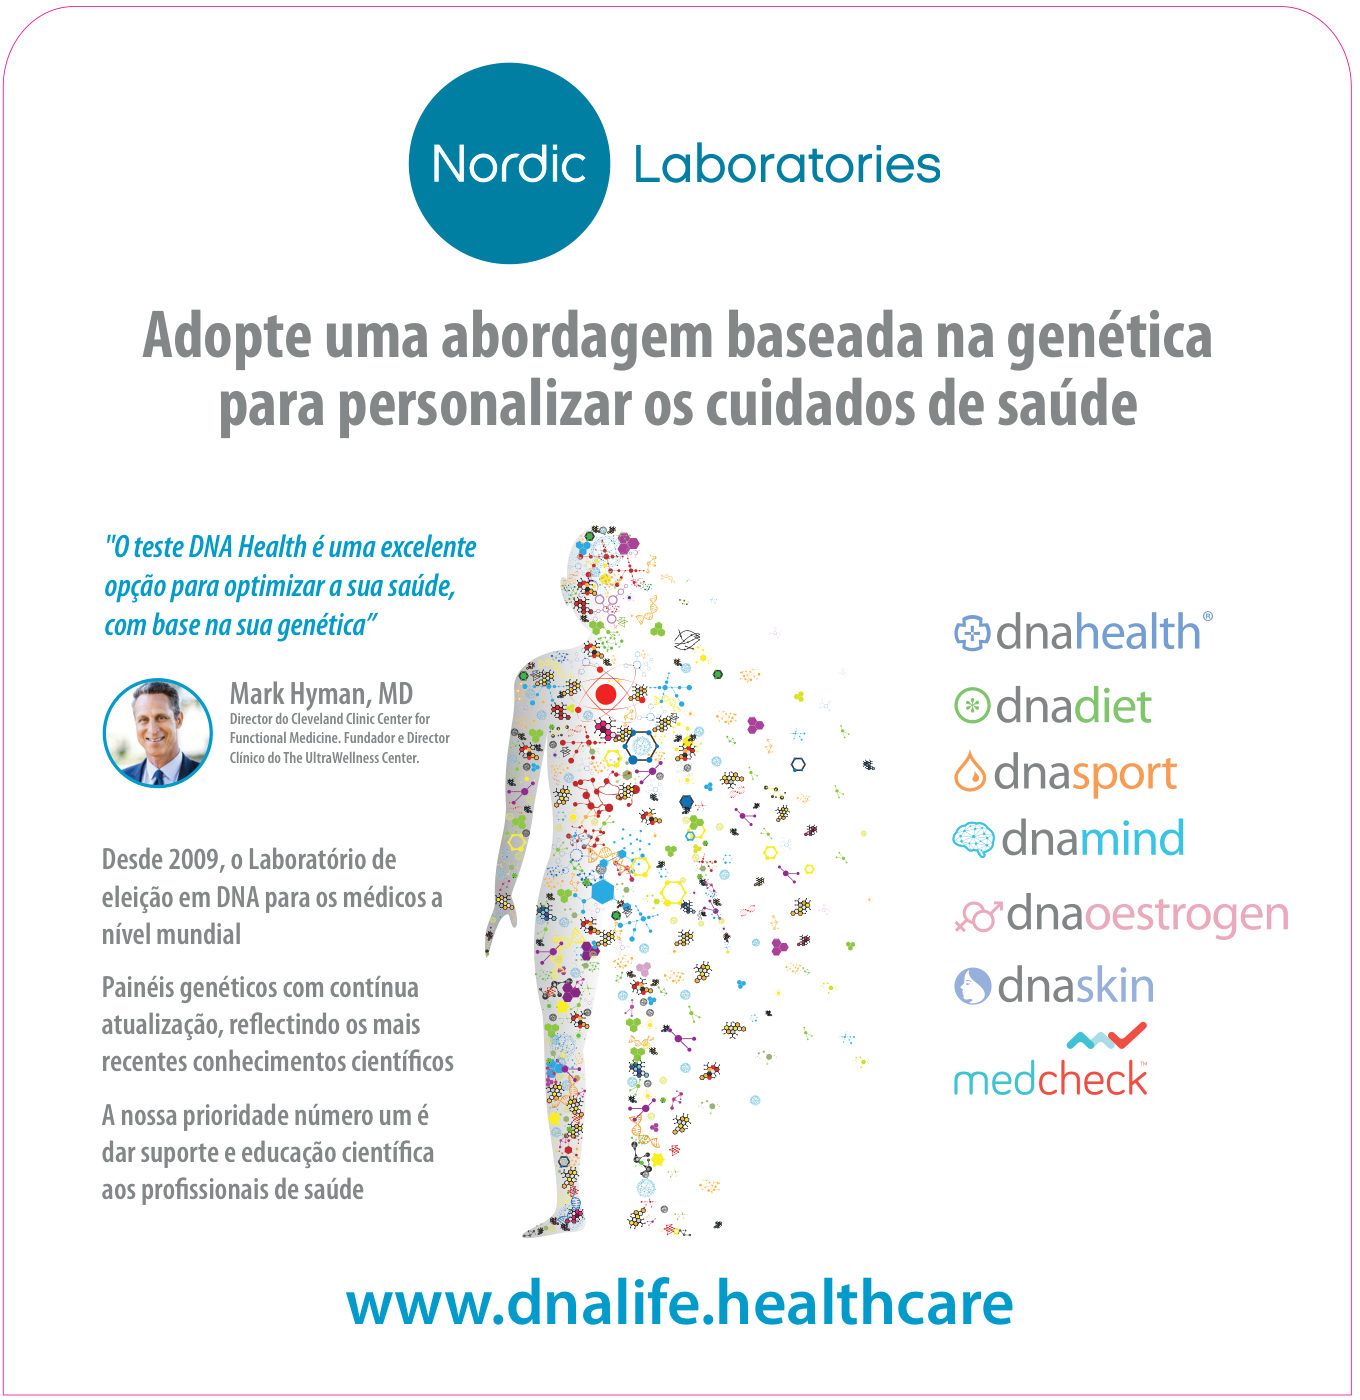 Nordic Laboratories
Adopte uma abordagem baseada na genética
para personalizar os cuidados de saúde
"O teste DNA Health é uma excelente
opção para optimizar a sua saúde,
com base na sua genética”
Mark Hyman, MD
Director do Cleveland Clinic Center for
Functional Medicine. Fundador e Director
Clínico do The UltraWellness Center.
Desde 2009, o Laboratório de
eleição em DNA para os médicos a
nível mundial
Painéis genéticos com contínua
atualização, reflectindo os mais
recentes conhecimentos científicos
A nossa prioridade número um é
dar suporte e educação científica
aos profissionais de saúde
dnahealth®
dnadiet
dnasport
dnamind
dnaoestrogen
dnaskin
medcheck™
www.dnalife.healthcare